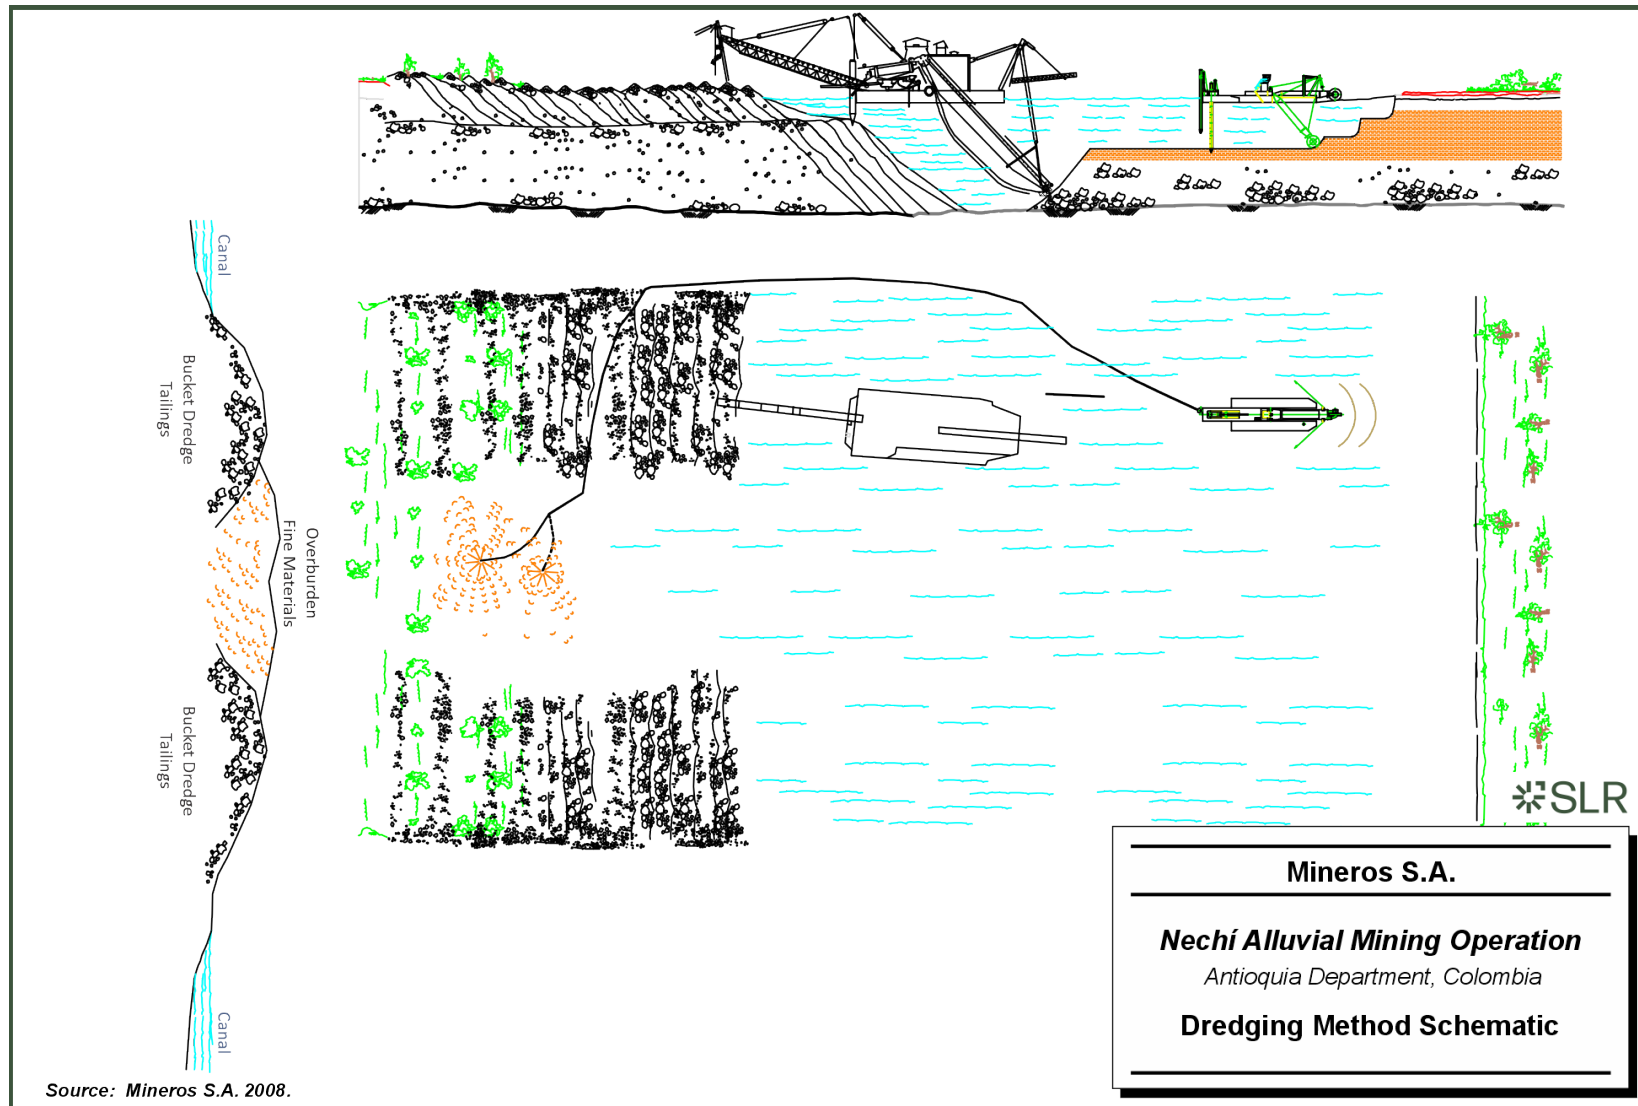 Canal
Bucket Dredge
Tailings
Overburden
Fine Materials
Bucket Dredge
Tailings
Canal
SLR
Mineros S.A.
Nechí Alluvial Mining Operation
Antioquia Department, Colombia
Dredging Method Schematic
Source: Mineros S.A. 2008.